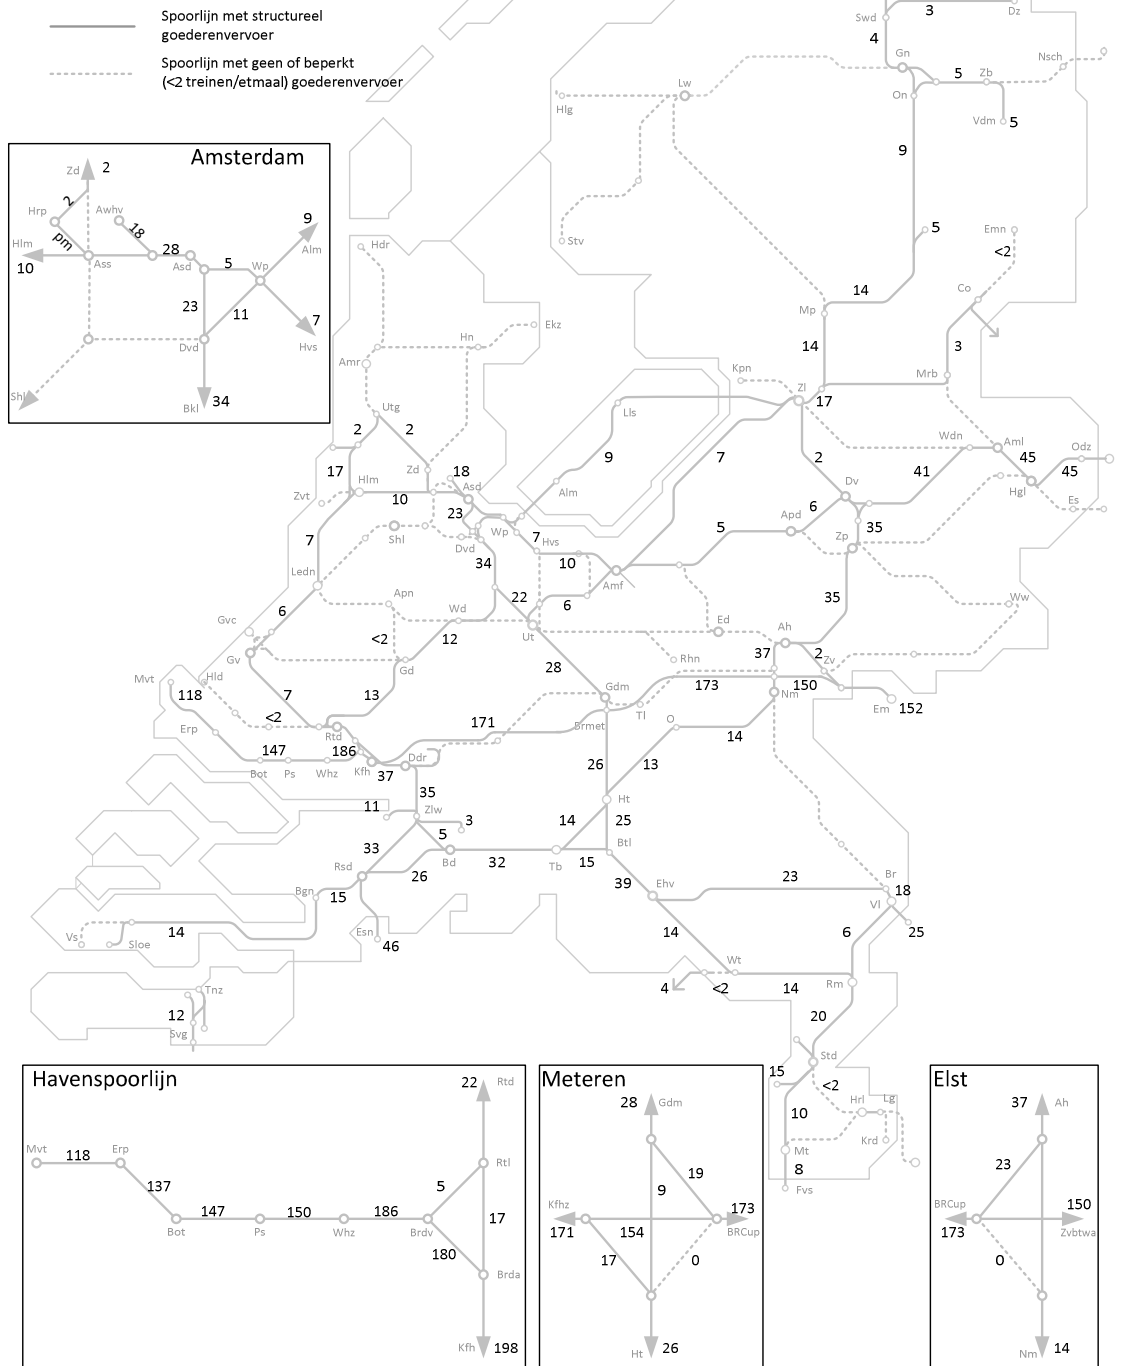 Spoorlijn met structureel
goederenvervoer
Spoorlijn met geen of beperkt
(<2 treinen/etmaal) goederenvervoer
Swd
3
Dz
4
Gn
Nsch
5
Zb
On
Vdm
5
Lw
Hlg
9
Stv
5
Emn
<2
Co
14
Mp
14
3
Mrb
Kpn
Zl
17
Amsterdam
Zd
2
2
Hrp
Awhv
18
pm
Hlm
10
Ass
28
Asd
5
Wp
9
Alm
23
11
7
Hvs
Dvd
Shl
Bkl
34
Hdr
Ekz
Hn
Amr
Utg
2
2
Lls
9
7
2
Wdn
Aml
45
Odz
45
Hgl
Es
41
17
Zvt
Hlm
10
Zd
18
Asd
23
Alm
Dv
6
Apd
5
35
Zp
7
Shl
Dvd
Wp
7
Hvs
10
34
Amf
Ledn
6
Apn
Wd
22
6
35
Ww
Gvc
Gv
<2
12
Ut
Ed
Ah
37
2
Zv
Gd
28
Rhn
Mvt
118
Hld
7
13
Gdm
173
150
Nm
Em
152
Erp
<2
Rtd
171
Tl
Brmet
O
14
147
186
Bot
Ps
Whz
Kfh
37
Ddr
26
13
35
11
Zlw
3
Ht
14
25
5
33
Bd
32
Tb
15
Btl
Rsd
26
39
Ehv
23
Br
18
Vl
Bgn
15
25
14
Vs
Sloe
Esn
46
14
6
Wt
4
<2
14
Rm
Tnz
12
Svg
20
Std
15
<2
10
Hrl
Lg
Krd
Mt
8
Fvs
Havenspoorlijn
22
Rtd
Mvt
118
Erp
Rtl
137
5
147
150
186
17
Bot
Ps
Whz
Brdv
180
Brda
Kfh
198
Meteren
28
Gdm
19
9
Kfhz
173
171
154
BRCup
17
0
Ht
26
Elst
37
Ah
23
BRCup
150
173
Zvbtwa
0
Nm
14